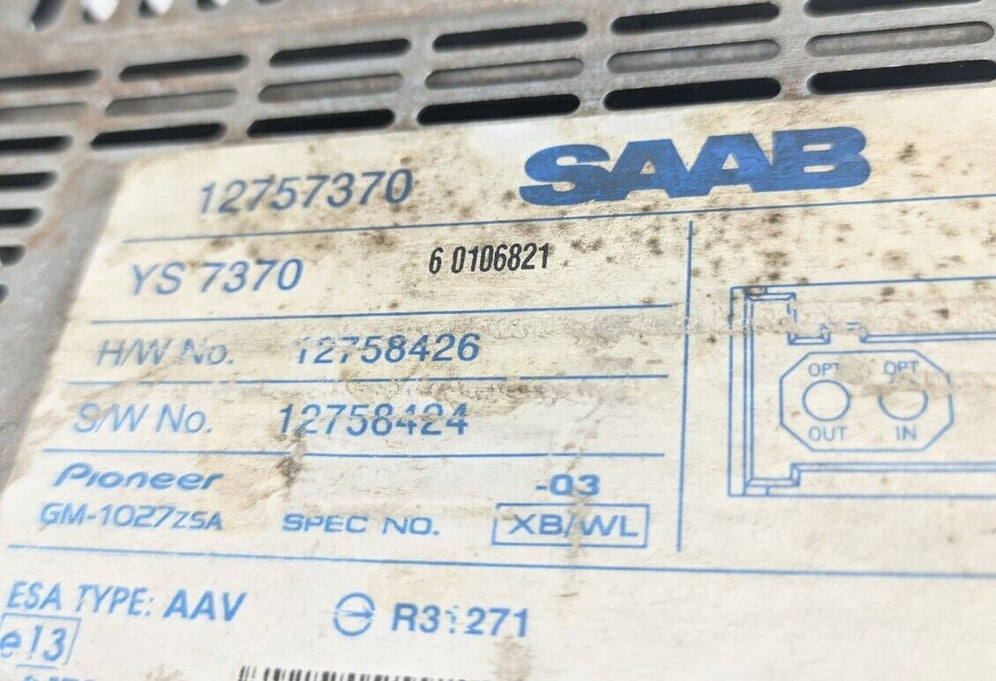 12757370 SAAB
YS 7370 6 0106821
H/W No. 12758426
S/W No. 12758424
OPT OPT
OUT IN
Pioneer -03
GM-1027ZSA SPEC NO. XB/WL
ESA TYPE: AAV R31271
e13